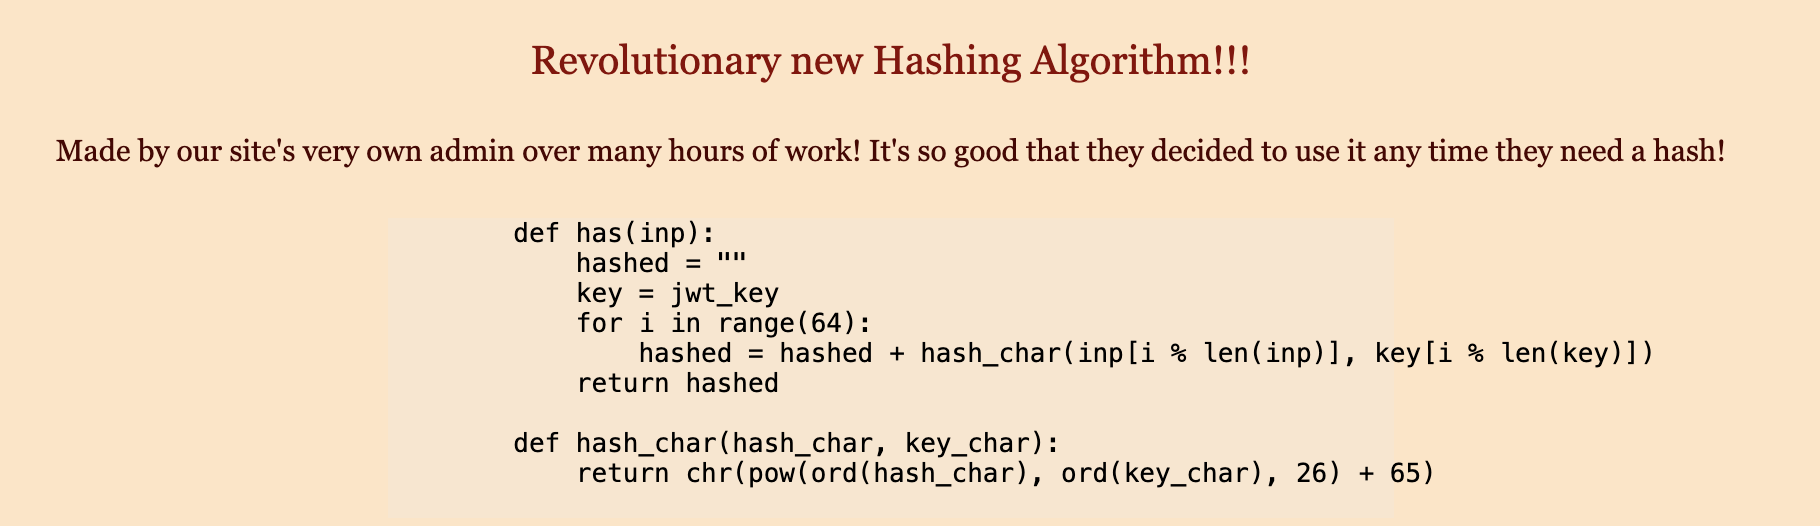 Revolutionary new Hashing Algorithm!!!
Made by our site's very own admin over many hours of work! It's so good that they decided to use it any time they need a hash!
def has(inp):
    hashed = ""
    key = jwt_key
    for i in range(64):
        hashed = hashed + hash_char(inp[i % len(inp)], key[i % len(key)])
    return hashed
def hash_char(hash_char, key_char):
    return chr(pow(ord(hash_char), ord(key_char), 26) + 65)